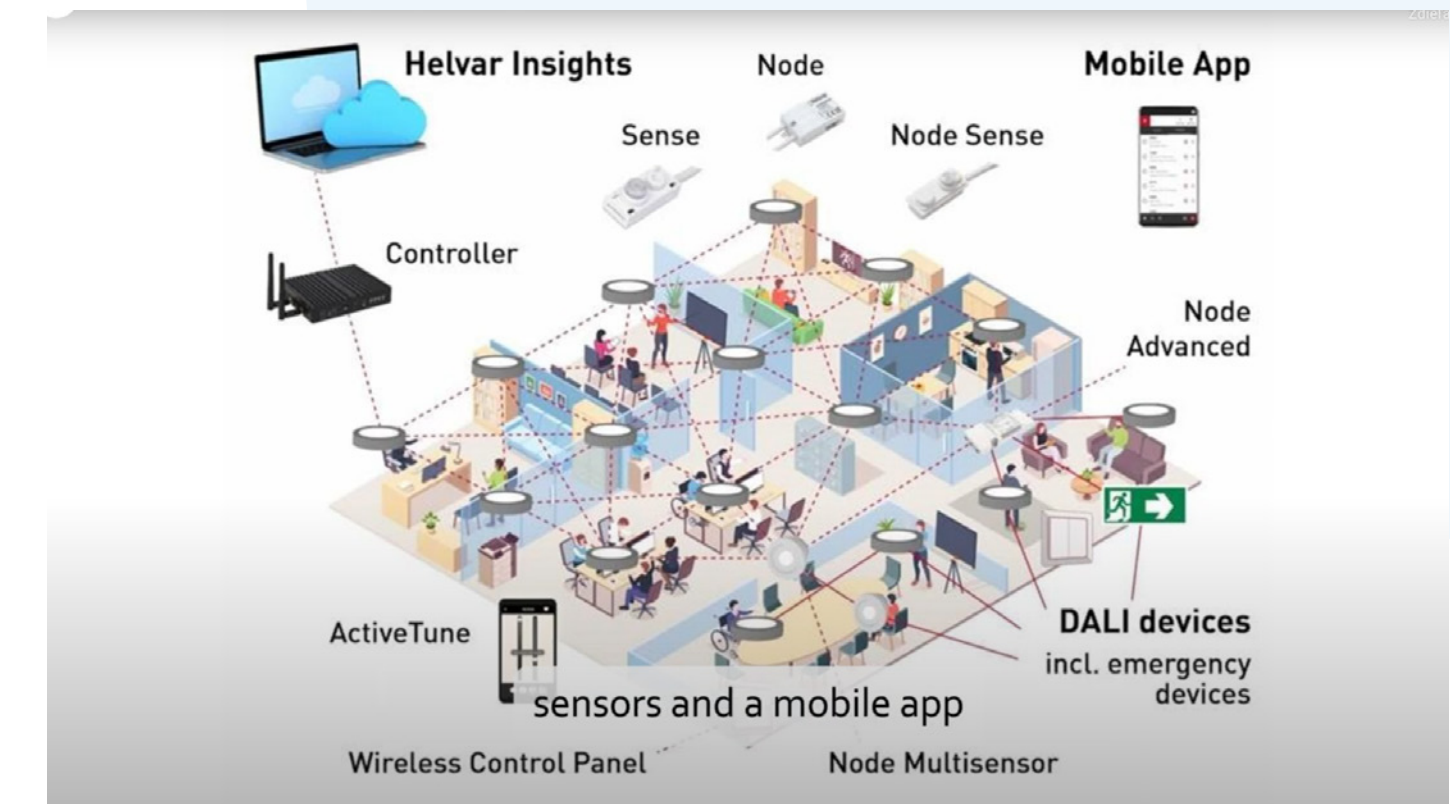 Zdieľa
Helvar Insights
Node
Mobile App
Sense
Node Sense
Controller
Node
Advanced
ActiveTune
DALI devices
incl. emergency
devices
sensors and a mobile app
Wireless Control Panel
Node Multisensor